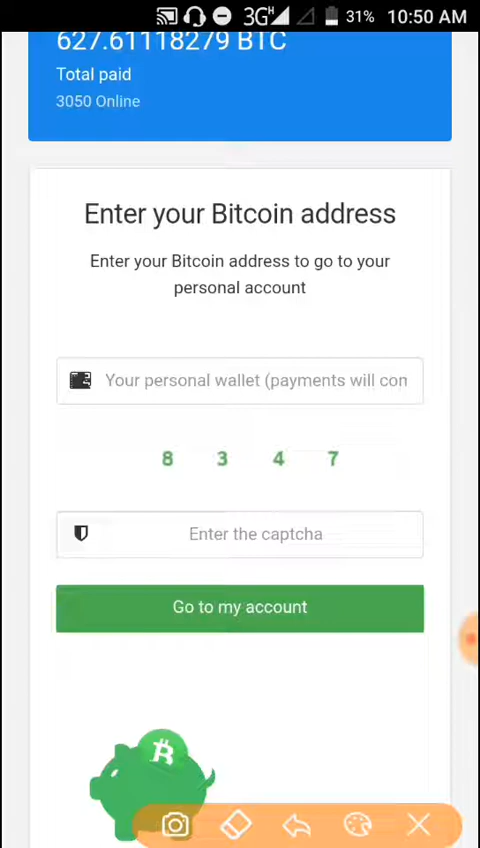 3G H 31% 10:50 AM
627.61118279 BTC
Total paid
3050 Online
Enter your Bitcoin address
Enter your Bitcoin address to go to your
personal account
Your personal wallet (payments will con
8 3 4 7
Enter the captcha
Go to my account